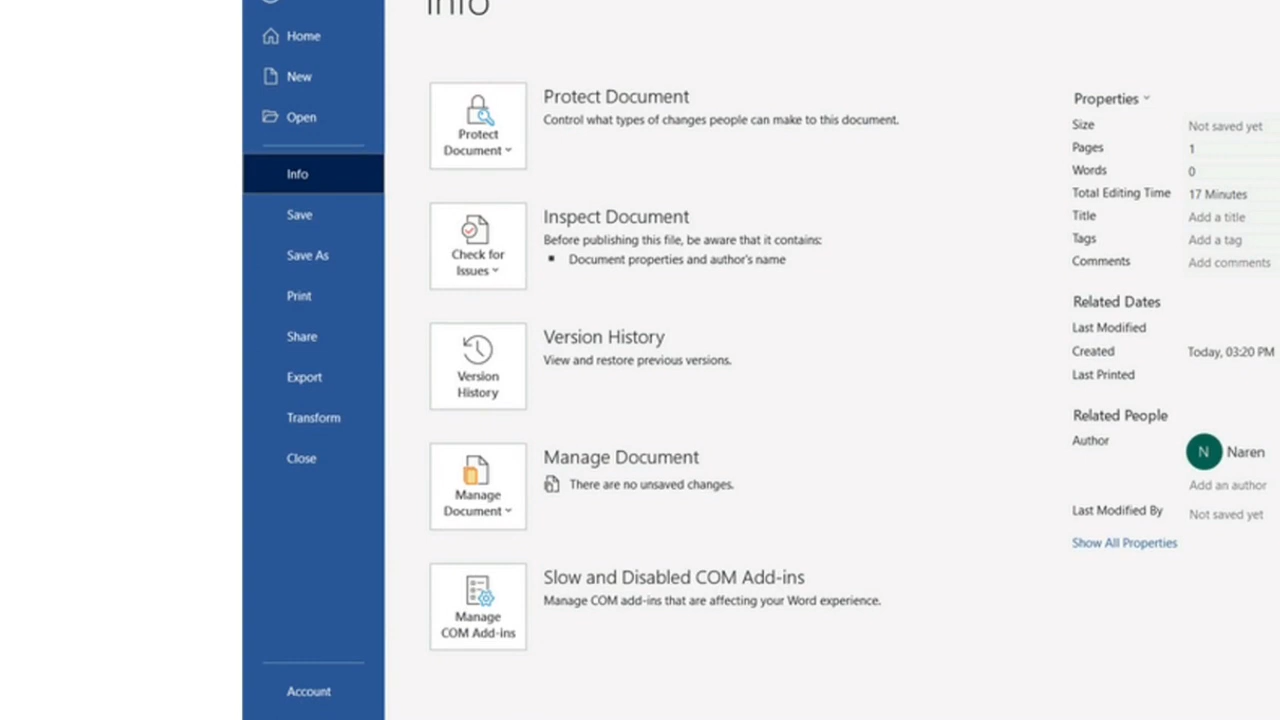 Info
Home
New
Open
Info
Save
Save As
Print
Share
Export
Transform
Close
Account
Protect
Document
Protect Document
Control what types of changes people can make to this document.
Check for
Issues
Inspect Document
Before publishing this file, be aware that it contains:
Document properties and author's name
Version
History
Version History
View and restore previous versions.
Manage
Document
Manage Document
There are no unsaved changes.
Manage
COM Add-ins
Slow and Disabled COM Add-ins
Manage COM add-ins that are affecting your Word experience.
Properties
Size Not saved yet
Pages 1
Words 0
Total Editing Time 17 Minutes
Title Add a title
Tags Add a tag
Comments Add comments
Related Dates
Last Modified
Created Today, 03:20 PM
Last Printed
Related People
Author N Naren
Add an author
Last Modified By Not saved yet
Show All Properties